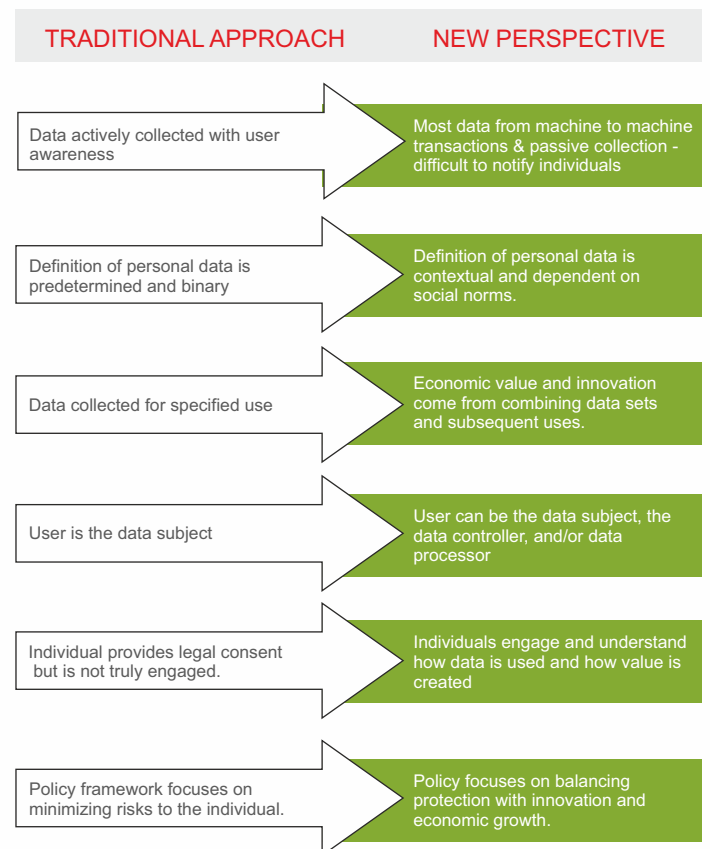 TRADITIONAL APPROACH
NEW PERSPECTIVE
Data actively collected with user
awareness
Most data from machine to machine
transactions & passive collection -
difficult to notify individuals
Definition of personal data is
predetermined and binary
Definition of personal data is
contextual and dependent on
social norms.
Data collected for specified use
Economic value and innovation
come from combining data sets
and subsequent uses.
User is the data subject
User can be the data subject, the
data controller, and/or data
processor
Individual provides legal consent
but is not truly engaged.
Individuals engage and understand
how data is used and how value is
created
Policy framework focuses on
minimizing risks to the individual.
Policy focuses on balancing
protection with innovation and
economic growth.